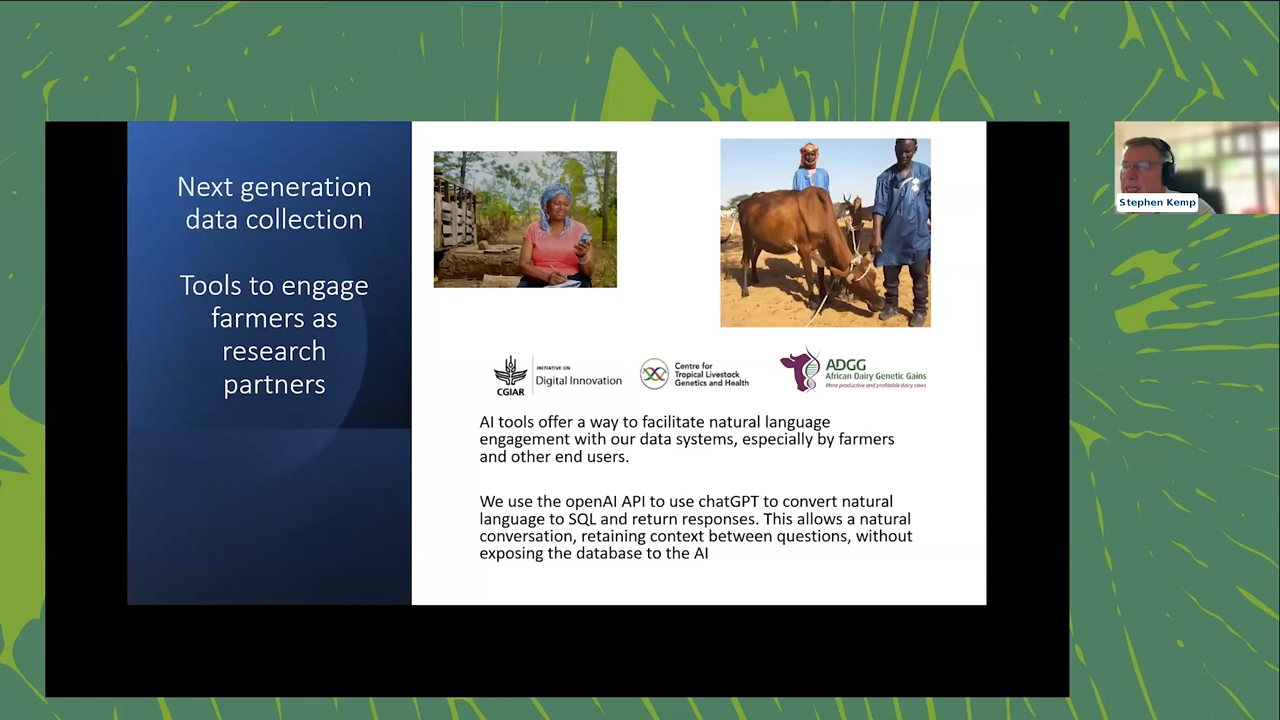 Next generation
data collection
Tools to engage
farmers as
research
partners
CGIAR
INITIATIVE ON
Digital Innovation
Centre for
Tropical Livestock
Genetics and Health
ADGG
African Dairy Genetic Gains
More productive and profitable dairy cows
AI tools offer a way to facilitate natural language
engagement with our data systems, especially by farmers
and other end users.
We use the openAI API to use chatGPT to convert natural
language to SQL and return responses. This allows a natural
conversation, retaining context between questions, without
exposing the database to the AI
Stephen Kemp